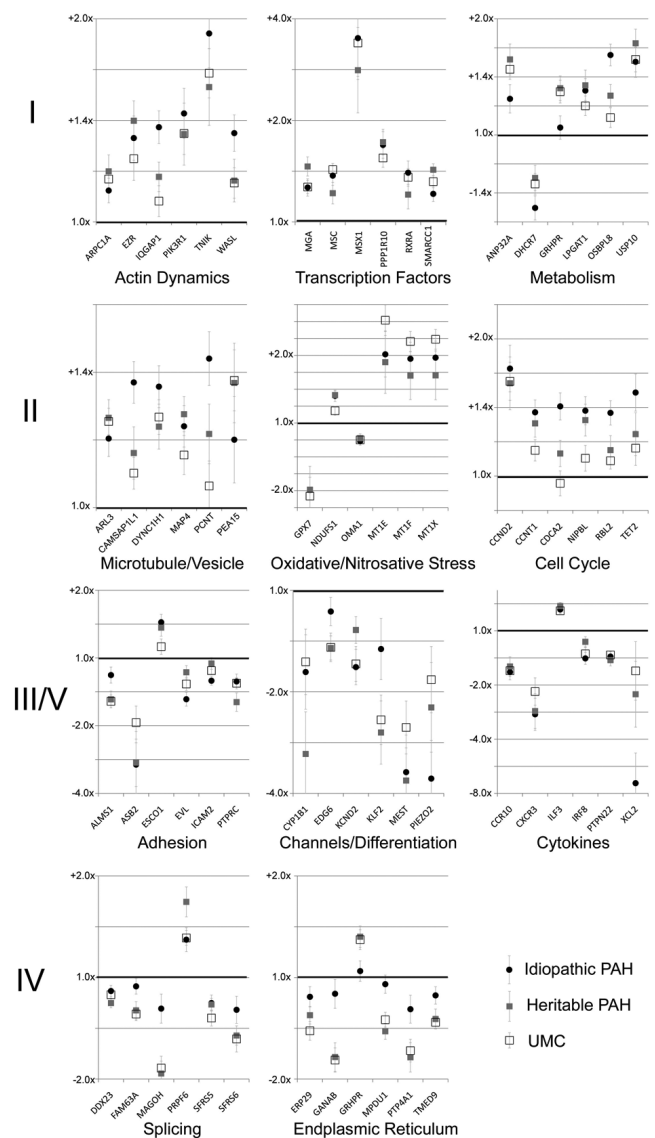 I
+2.0x
+1.4x
1.0x
ARPC1A
EZR
IQGAP1
PIK3R1
TNIK
WASL
Actin Dynamics
+4.0x
+2.0x
1.0x
MGA
MSC
MSX1
PPP1R10
RXRA
SMARCC1
Transcription Factors
+2.0x
+1.4x
1.0x
-1.4x
ANP32A
DHCR7
GRHPR
LPGAT1
OSBPL8
USP10
Metabolism
II
+1.4x
1.0x
ARL3
CAMSAP1L1
DYNC1H1
MAP4
PCNT
PEA15
Microtubule/Vesicle
+2.0x
1.0x
-2.0x
GPX7
NDUFS1
OMA1
MT1E
MT1F
MT1X
Oxidative/Nitrosative Stress
+2.0x
+1.4x
1.0x
CCND2
CCNT1
CDCA2
NIPBL
RBL2
TET2
Cell Cycle
III/V
+2.0x
1.0x
-2.0x
-4.0x
ALMS1
ASB2
ESCO1
EVL
ICAM2
PTPRC
Adhesion
1.0x
-2.0x
-4.0x
CYP1B1
EDG6
KCND2
KLF2
MEST
PIEZO2
Channels/Differentiation
1.0x
-2.0x
-8.0x
CCR10
CXCR3
ILF3
IRF8
PTPN22
XCL2
Cytokines
IV
+2.0x
1.0x
-2.0x
DDX23
FAM63A
MAGOH
PRPF6
SFRS5
SFRS6
Splicing
+2.0x
1.0x
-2.0x
ERP29
GANAB
GRHPR
MPDU1
PTP4A1
TMED9
Endplasmic Reticulum
Idiopathic PAH
Heritable PAH
UMC